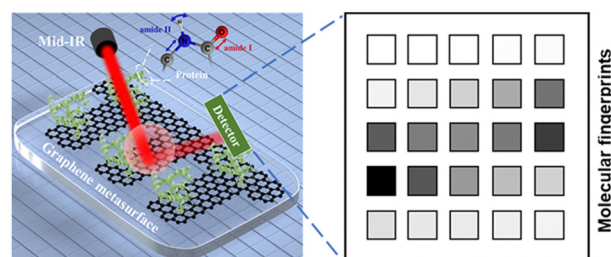 amide II
Mid-IR
H
N
O
C
C
amide I
Protein
Detector
Graphene metasurface
Molecular fingerprints